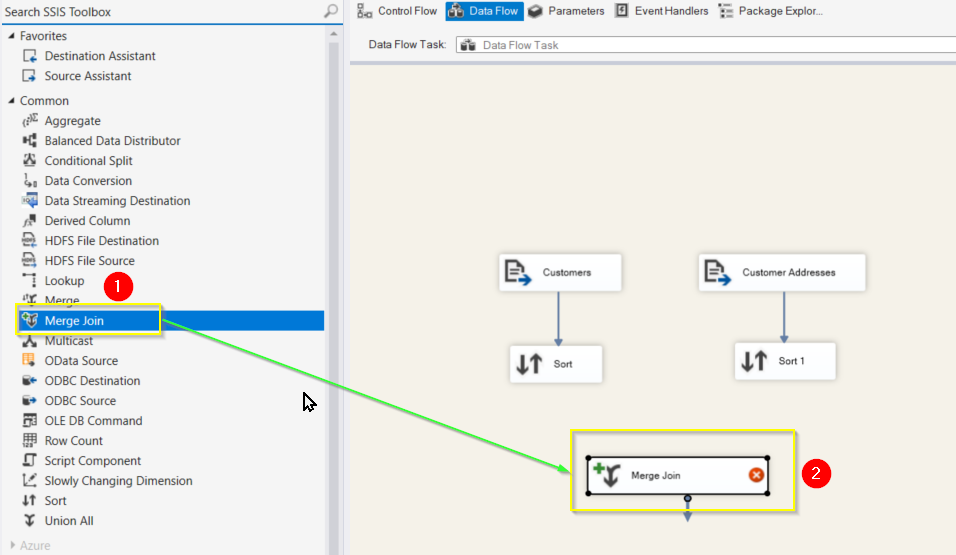 Search SSIS Toolbox
Favorites
Destination Assistant
Source Assistant
Common
Aggregate
Balanced Data Distributor
Conditional Split
Data Conversion
Data Streaming Destination
Derived Column
HDFS File Destination
HDFS File Source
Lookup
1
Merge
Merge Join
Multicast
OData Source
ODBC Destination
ODBC Source
OLE DB Command
Row Count
Script Component
Slowly Changing Dimension
Sort
Union All
Azure
Control Flow Data Flow Parameters Event Handlers Package Explor...
Data Flow Task: Data Flow Task
Customers Customer Addresses
Sort Sort 1
Merge Join
2